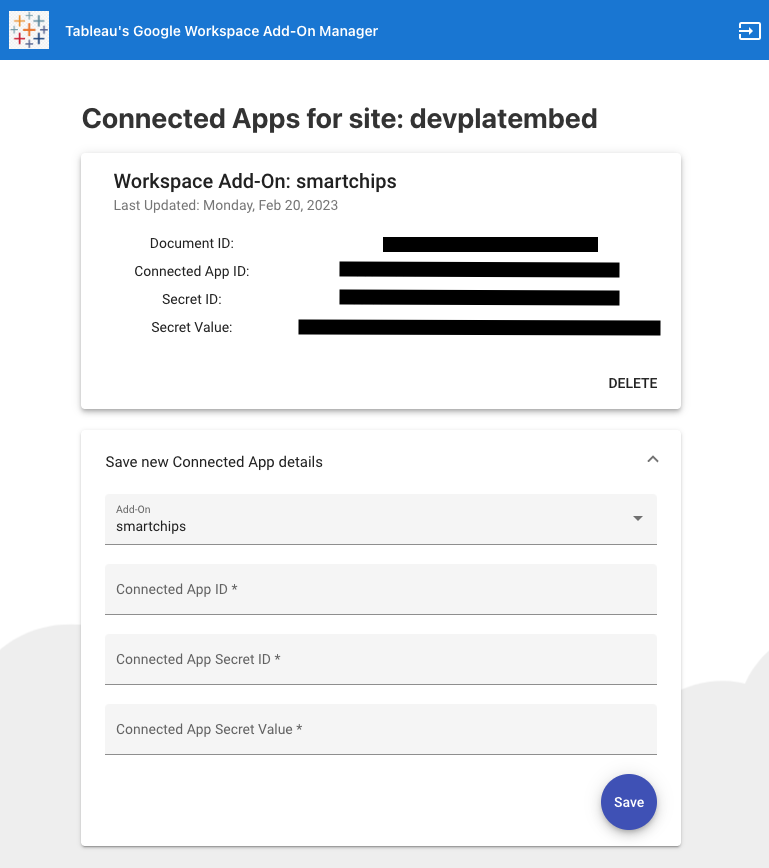 Tableau's Google Workspace Add-On Manager
Connected Apps for site: devplatembed
Workspace Add-On: smartchips
Last Updated: Monday, Feb 20, 2023
Document ID:
Connected App ID:
Secret ID:
Secret Value:
DELETE
Save new Connected App details
Add-On
smartchips
Connected App ID *
Connected App Secret ID *
Connected App Secret Value *
Save